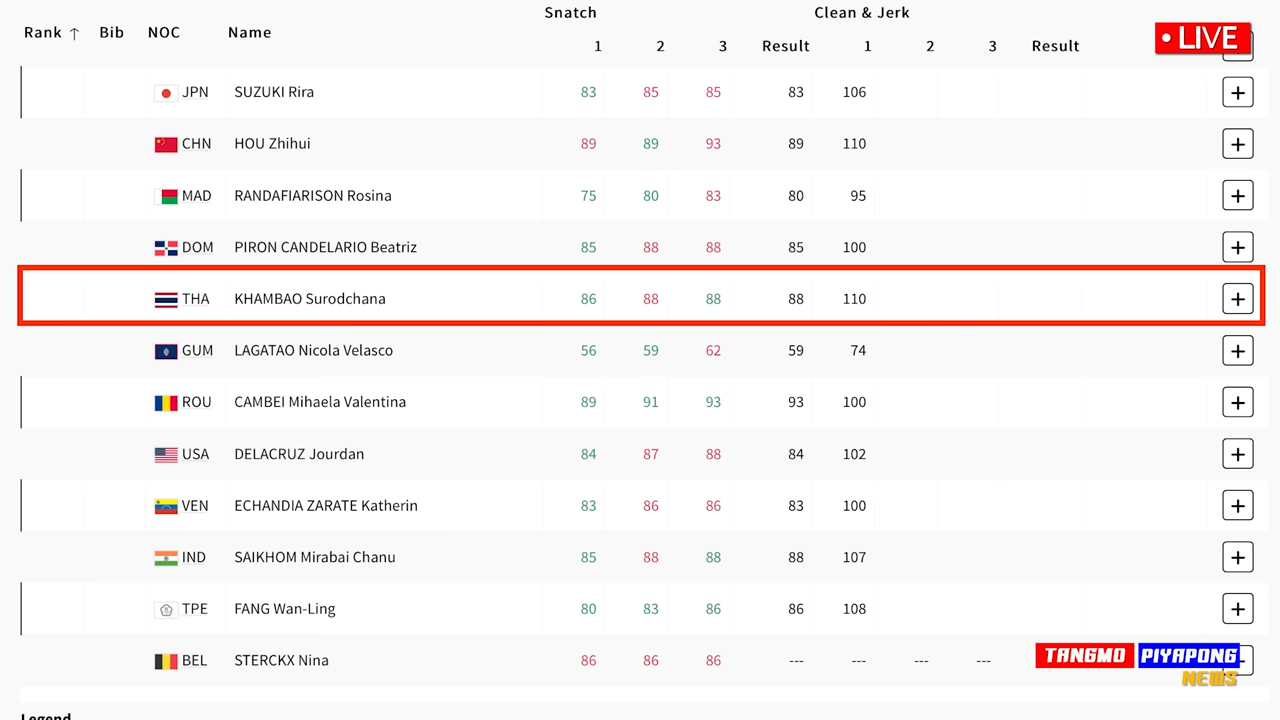 Snatch Clean & Jerk
Rank ↑ Bib NOC Name 1 2 3 Result 1 2 3 Result
• LIVE
JPN SUZUKI Rira 83 85 85 83 106 +
CHN HOU Zhihui 89 89 93 89 110 +
MAD RANDAFIARISON Rosina 75 80 83 80 95 +
DOM PIRON CANDELARIO Beatriz 85 88 88 85 100 +
THA KHAMBAO Surodchana 86 88 88 88 110 +
GUM LAGATAO Nicola Velasco 56 59 62 59 74 +
ROU CAMBEI Mihaela Valentina 89 91 93 93 100 +
USA DELACRUZ Jourdan 84 87 88 84 102 +
VEN ECHANDIA ZARATE Katherin 83 86 86 83 100 +
IND SAIKHOM Mirabai Chanu 85 88 88 88 107 +
TPE FANG Wan-Ling 80 83 86 86 108 +
BEL STERCKX Nina 86 86 86 --- --- --- ---
TANGMO PIYAPONG
NEWS
Legend